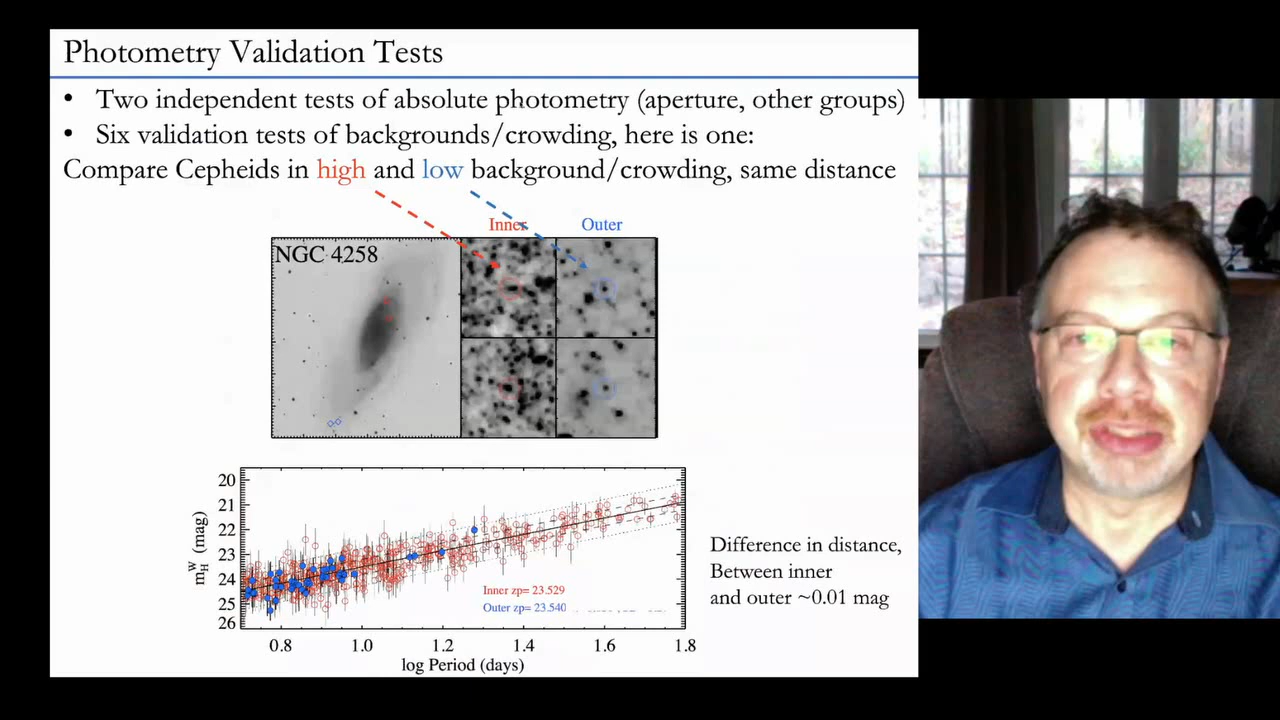 Photometry Validation Tests
• Two independent tests of absolute photometry (aperture, other groups)
• Six validation tests of backgrounds/crowding, here is one:
Compare Cepheids in high and low background/crowding, same distance
Inner Outer
NGC 4258
20
21
22
23
24
25
26
m_H^W (mag)
Inner zp= 23.529
Outer zp= 23.540
0.8 1.0 1.2 1.4 1.6 1.8
log Period (days)
Difference in distance,
Between inner
and outer ~0.01 mag